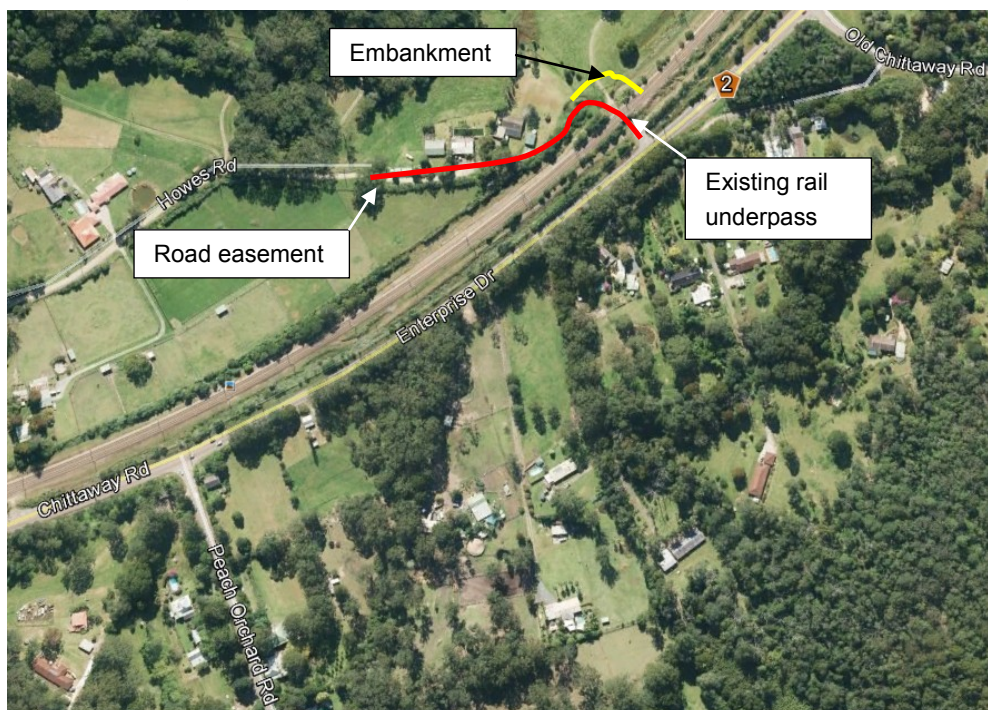 Embankment
Old Chittaway Rd
2
Howes Rd
Existing rail
underpass
Road easement
Enterprise Dr
Chittaway Rd
Peach Orchard Rd